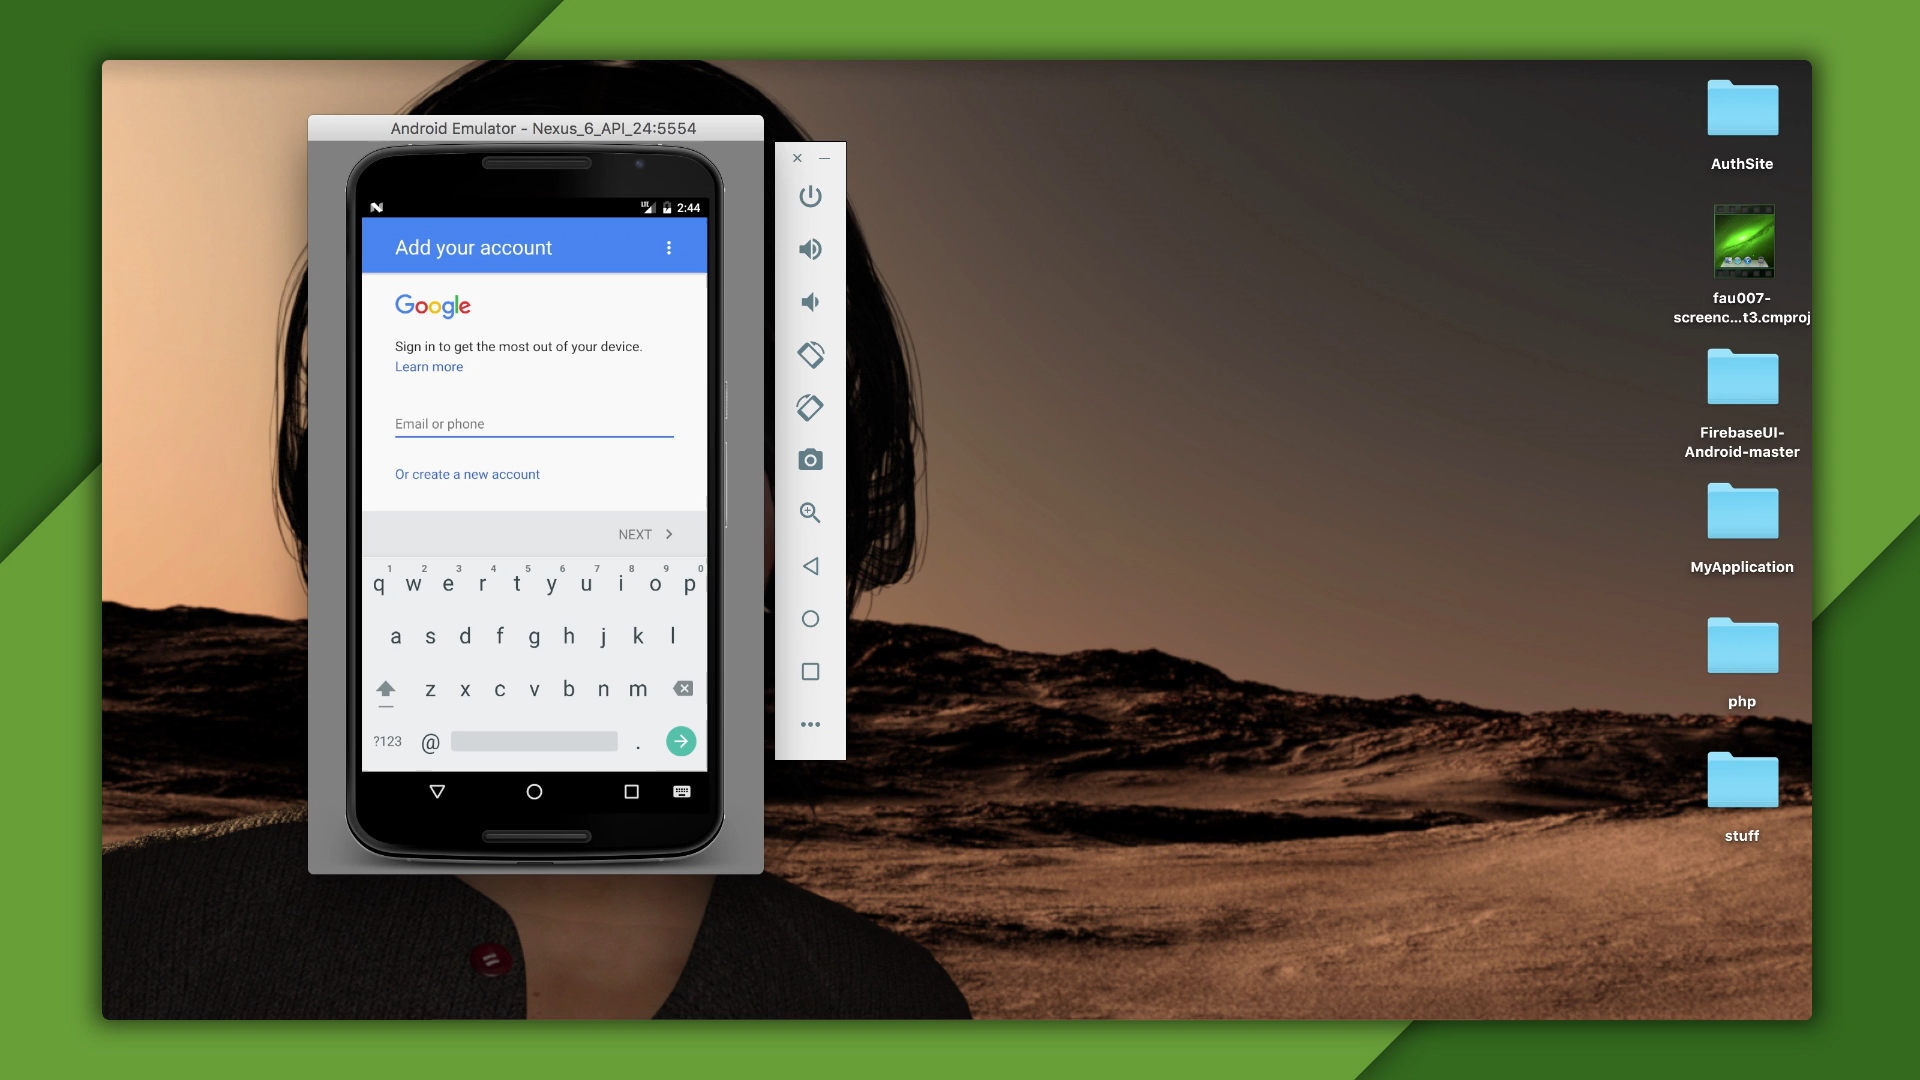 Android Emulator - Nexus_6_API_24:5554
LTE 2:44
Add your account
Google
Sign in to get the most out of your device.
Learn more
Email or phone
Or create a new account
NEXT
1 2 3 4 5 6 7 8 9 0
q w e r t y u i o p
a s d f g h j k l
z x c v b n m
?123 @ .
AuthSite
fau007-
screenc...t3.cmproj
FirebaseUI-
Android-master
MyApplication
php
stuff